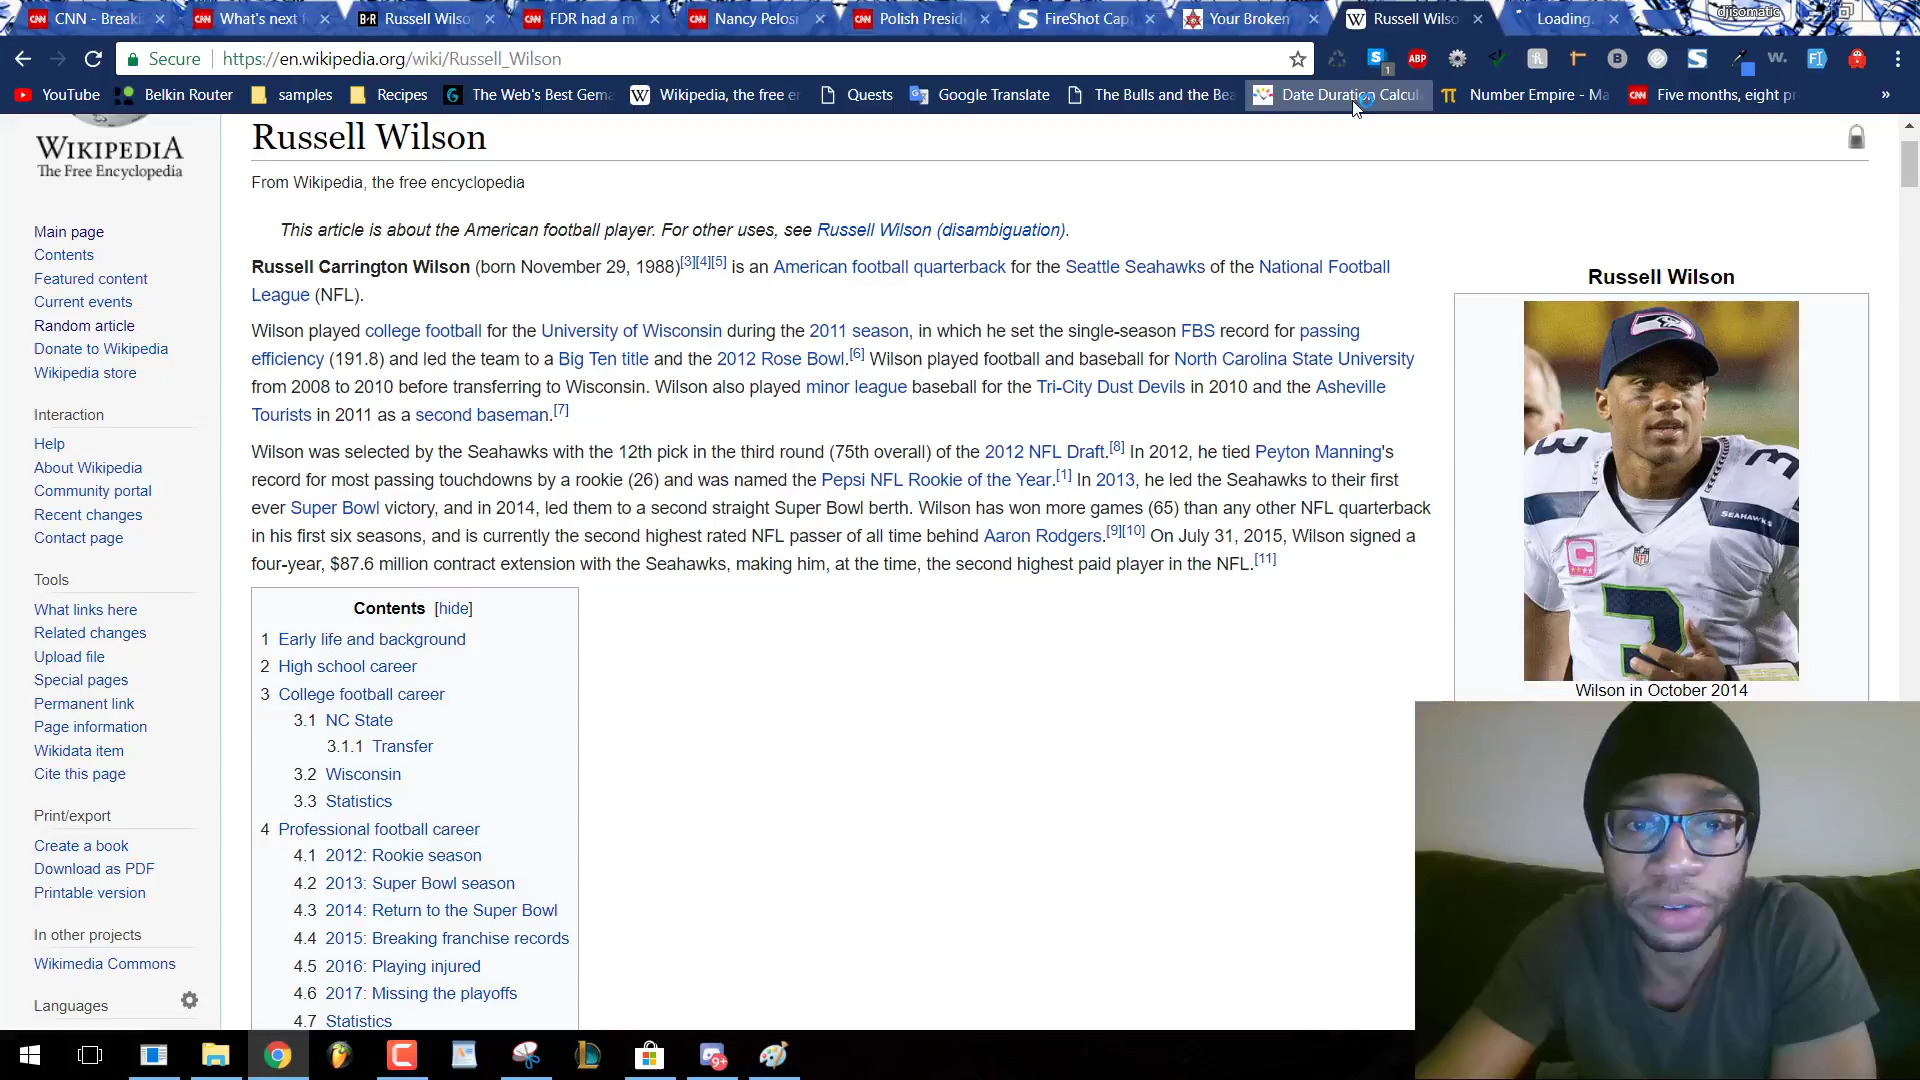 CNN - Breaki
What's next
Russell Wilso
FDR had a m
Nancy Pelosi
Polish Presid
FireShot Cap
Your Broken
Russell Wilso
Loading...
djisomatic
Secure
https://en.wikipedia.org/wiki/Russell_Wilson
YouTube
Belkin Router
samples
Recipes
The Web's Best Gema
Wikipedia, the free e
Quests
Google Translate
The Bulls and the Bea
Date Duration Calcul
Number Empire - Ma
Five months, eight pr
»
WIKIPEDIA
The Free Encyclopedia
Main page
Contents
Featured content
Current events
Random article
Donate to Wikipedia
Wikipedia store
Interaction
Help
About Wikipedia
Community portal
Recent changes
Contact page
Tools
What links here
Related changes
Upload file
Special pages
Permanent link
Page information
Wikidata item
Cite this page
Print/export
Create a book
Download as PDF
Printable version
In other projects
Wikimedia Commons
Languages
Russell Wilson
From Wikipedia, the free encyclopedia
This article is about the American football player. For other uses, see Russell Wilson (disambiguation).
Russell Carrington Wilson (born November 29, 1988)[3][4][5] is an American football quarterback for the Seattle Seahawks of the National Football
League (NFL).
Wilson played college football for the University of Wisconsin during the 2011 season, in which he set the single-season FBS record for passing
efficiency (191.8) and led the team to a Big Ten title and the 2012 Rose Bowl.[6] Wilson played football and baseball for North Carolina State University
from 2008 to 2010 before transferring to Wisconsin. Wilson also played minor league baseball for the Tri-City Dust Devils in 2010 and the Asheville
Tourists in 2011 as a second baseman.[7]
Wilson was selected by the Seahawks with the 12th pick in the third round (75th overall) of the 2012 NFL Draft.[8] In 2012, he tied Peyton Manning's
record for most passing touchdowns by a rookie (26) and was named the Pepsi NFL Rookie of the Year.[1] In 2013, he led the Seahawks to their first
ever Super Bowl victory, and in 2014, led them to a second straight Super Bowl berth. Wilson has won more games (65) than any other NFL quarterback
in his first six seasons, and is currently the second highest rated NFL passer of all time behind Aaron Rodgers.[9][10] On July 31, 2015, Wilson signed a
four-year, $87.6 million contract extension with the Seahawks, making him, at the time, the second highest paid player in the NFL.[11]
Contents [hide]
1 Early life and background
2 High school career
3 College football career
3.1 NC State
3.1.1 Transfer
3.2 Wisconsin
3.3 Statistics
4 Professional football career
4.1 2012: Rookie season
4.2 2013: Super Bowl season
4.3 2014: Return to the Super Bowl
4.4 2015: Breaking franchise records
4.5 2016: Playing injured
4.6 2017: Missing the playoffs
4.7 Statistics
Russell Wilson
3
3
SEAHAWKS
NFL
3
Wilson in October 2014